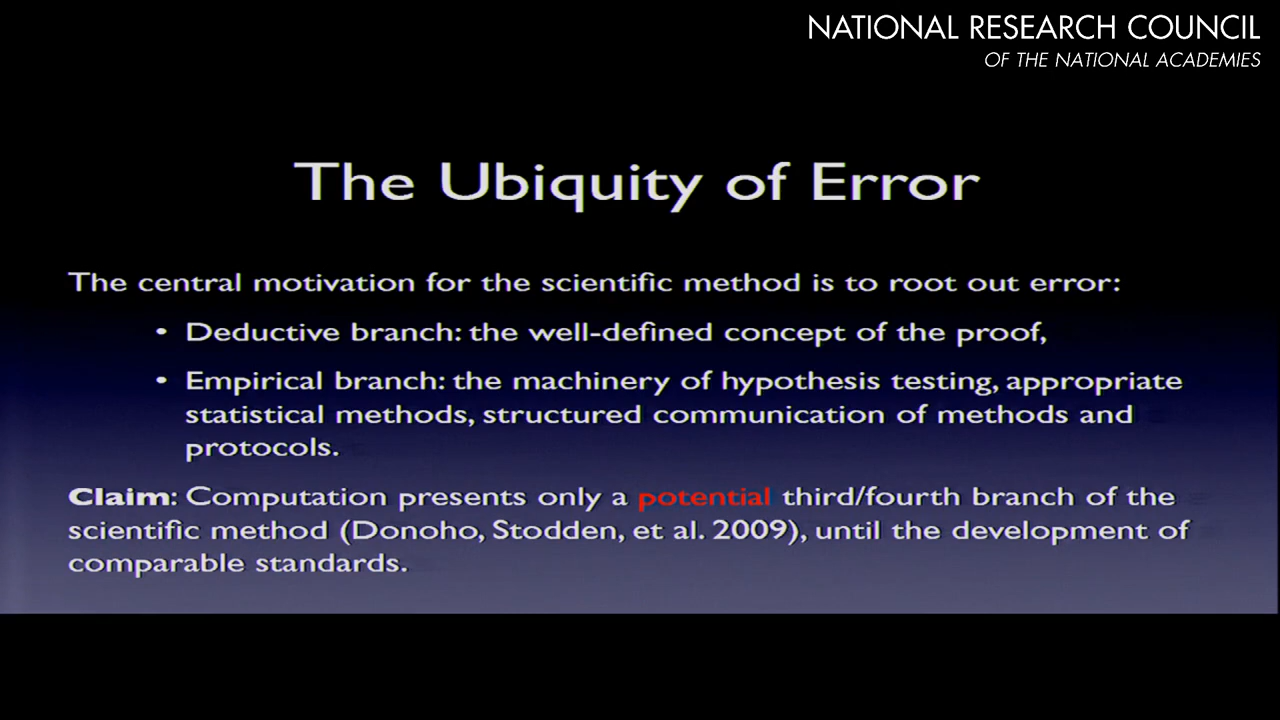 NATIONAL RESEARCH COUNCIL
OF THE NATIONAL ACADEMIES
The Ubiquity of Error
The central motivation for the scientific method is to root out error:
• Deductive branch: the well-defined concept of the proof,
• Empirical branch: the machinery of hypothesis testing, appropriate
statistical methods, structured communication of methods and
protocols.
Claim: Computation presents only a potential third/fourth branch of the
scientific method (Donoho, Stodden, et al. 2009), until the development of
comparable standards.